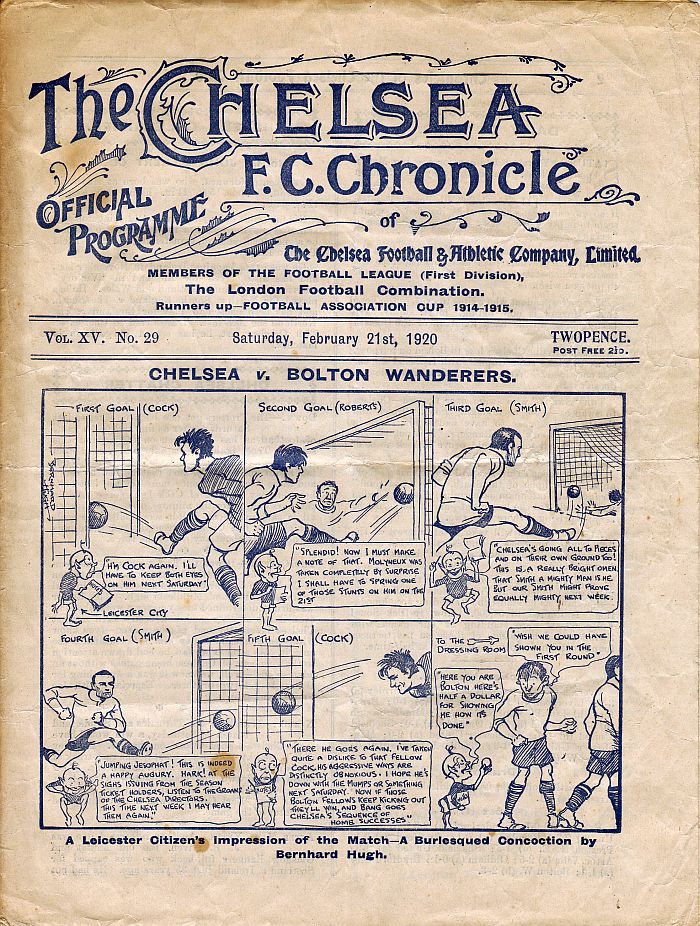 The CHELSEA
F.C. Chronicle
OFFICIAL
PROGRAMME
of
The Chelsea Football & Athletic Company, Limited.
MEMBERS OF THE FOOTBALL LEAGUE (First Division),
The London Football Combination.
Runners up—FOOTBALL ASSOCIATION CUP 1914-1915.
VOL. XV. No. 29
Saturday, February 21st, 1920
TWOPENCE.
POST FREE 2½D.
CHELSEA v. BOLTON WANDERERS.
FIRST GOAL (COCK)
BERNHARD
HUGH
H'M COCK AGAIN. I'LL
HAVE TO KEEP BOTH EYES
ON HIM NEXT SATURDAY
NOTES
LEICESTER CITY
SECOND GOAL (ROBERTS)
"SPLENDID! NOW I MUST MAKE
A NOTE OF THAT. MOLYNEUX WAS
TAKEN COMPLETELY BY SURPRISE
I SHALL HAVE TO SPRING ONE
OF THOSE STUNTS ON HIM ON THE
21ST
THIRD GOAL (SMITH)
"CHELSEA'S GOING ALL TO PIECES
AND ON THEIR OWN GROUND TOO!
THIS IS A REALLY BRIGHT OMEN,
THAT SMITH A MIGHTY MAN IS HE
BUT OUR SMITH MIGHT PROVE
EQUALLY MIGHTY, NEXT WEEK.
FOURTH GOAL (SMITH)
"JUMPING JESOPHAT! THIS IS INDEED
A HAPPY AUGURY. HARK! AT THE
SIGHS ISSUING FROM THE SEASON
TICKET HOLDERS, LISTEN TO THE GROANS
OF THE CHELSEA DIRECTORS.
THIS TIME NEXT WEEK I MAY HEAR
THEM AGAIN."
FIFTH GOAL (COCK)
"THERE HE GOES AGAIN. I'VE TAKEN
QUITE A DISLIKE TO THAT FELLOW
COCK, HIS AGGRESSIVE WAYS ARE
DISTINCTLY OBNOXIOUS. I HOPE HE'S
DOWN WITH THE MUMPS OR SOMETHING
NEXT SATURDAY. NOW IF THOSE
BOLTON FELLOWS KEEP KICKING OUT
THEY'LL WIN, AND BANG GOES
CHELSEA'S SEQUENCE OF
HOME SUCCESSES"
TO THE
DRESSING ROOM
"WISH WE COULD HAVE
SHOWN YOU IN THE
FIRST ROUND"
HERE YOU ARE
BOLTON HERE'S
HALF A DOLLAR
FOR SHOWING
ME HOW IT'S
DONE"
A Leicester Citizen's Impression of the Match—A Burlesqued Concoction by
Bernhard Hugh.